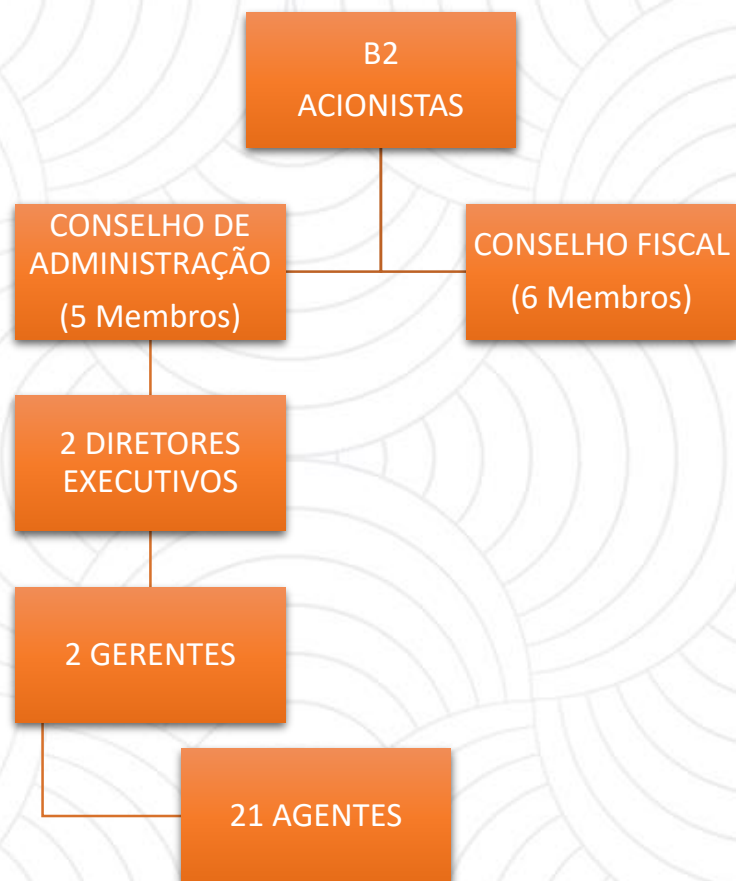 B2
ACIONISTAS
CONSELHO DE
ADMINISTRAÇÃO
(5 Membros)
CONSELHO FISCAL
(6 Membros)
2 DIRETORES
EXECUTIVOS
2 GERENTES
21 AGENTES